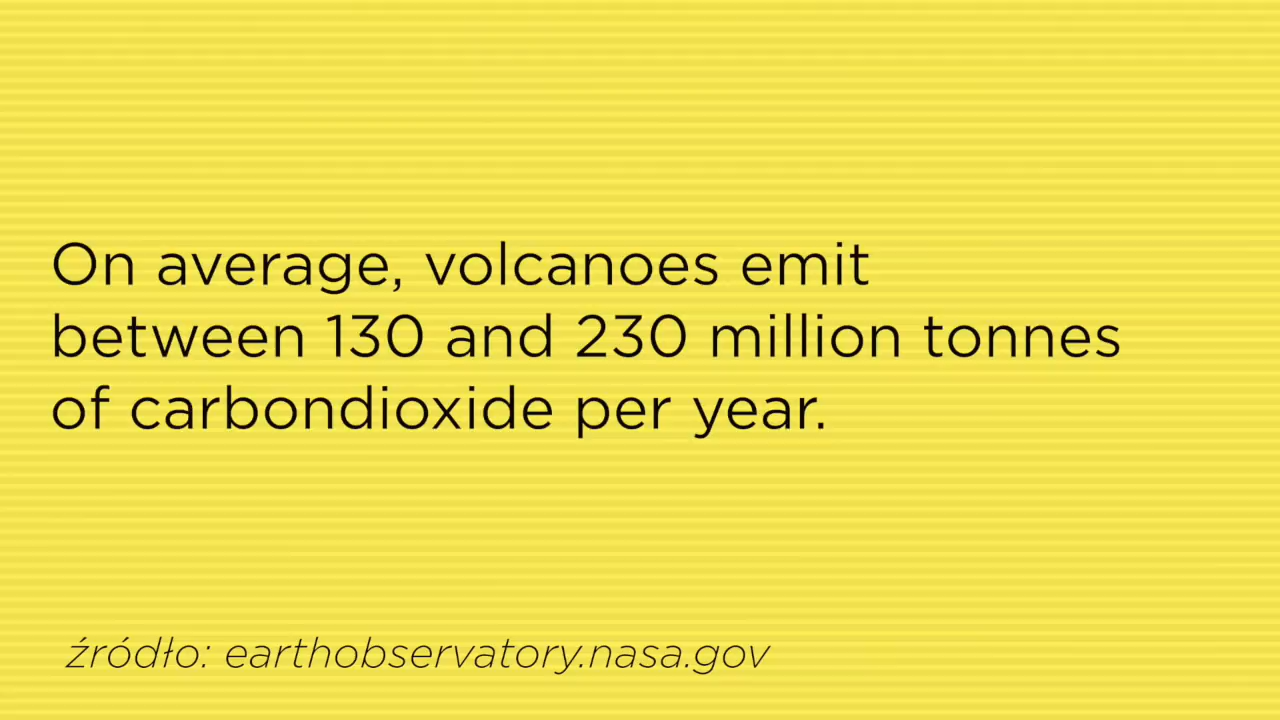 On average, volcanoes emit
between 130 and 230 million tonnes
of carbondioxide per year.
źródło: earthobservatory.nasa.gov